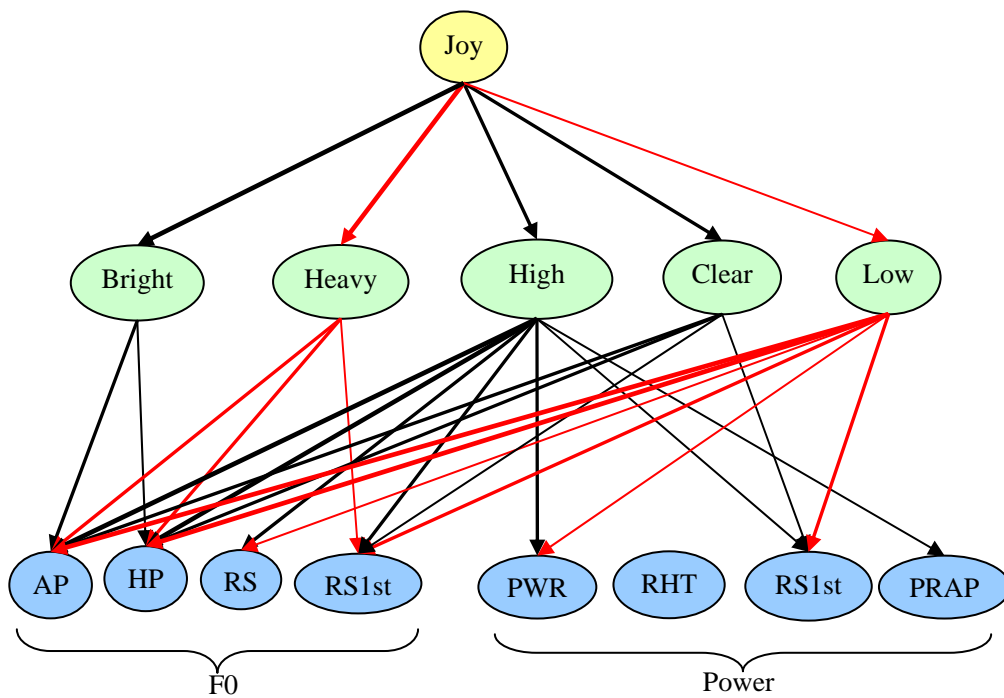 Joy
Bright Heavy High Clear Low
AP HP RS RS1st PWR RHT RS1st PRAP
F0 Power